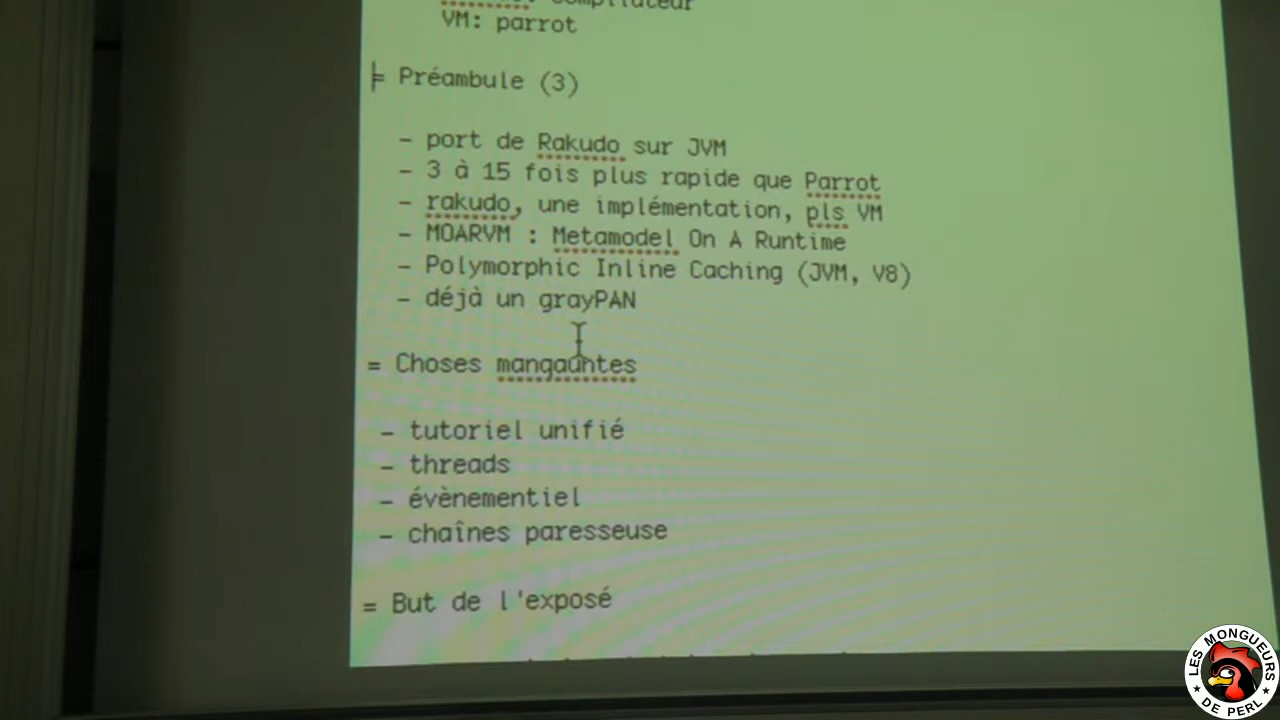 compilateur
VM: parrot
= Préambule (3)
- port de Rakudo sur JVM
- 3 à 15 fois plus rapide que Parrot
- rakudo, une implémentation, pls VM
- MOARVM : Metamodel On A Runtime
- Polymorphic Inline Caching (JVM, V8)
- déjà un grayPAN
= Choses mangauntes
- tutoriel unifié
- threads
- évènementiel
- chaînes paresseuse
= But de l'exposé
LES MONGUEURS
DE PERL